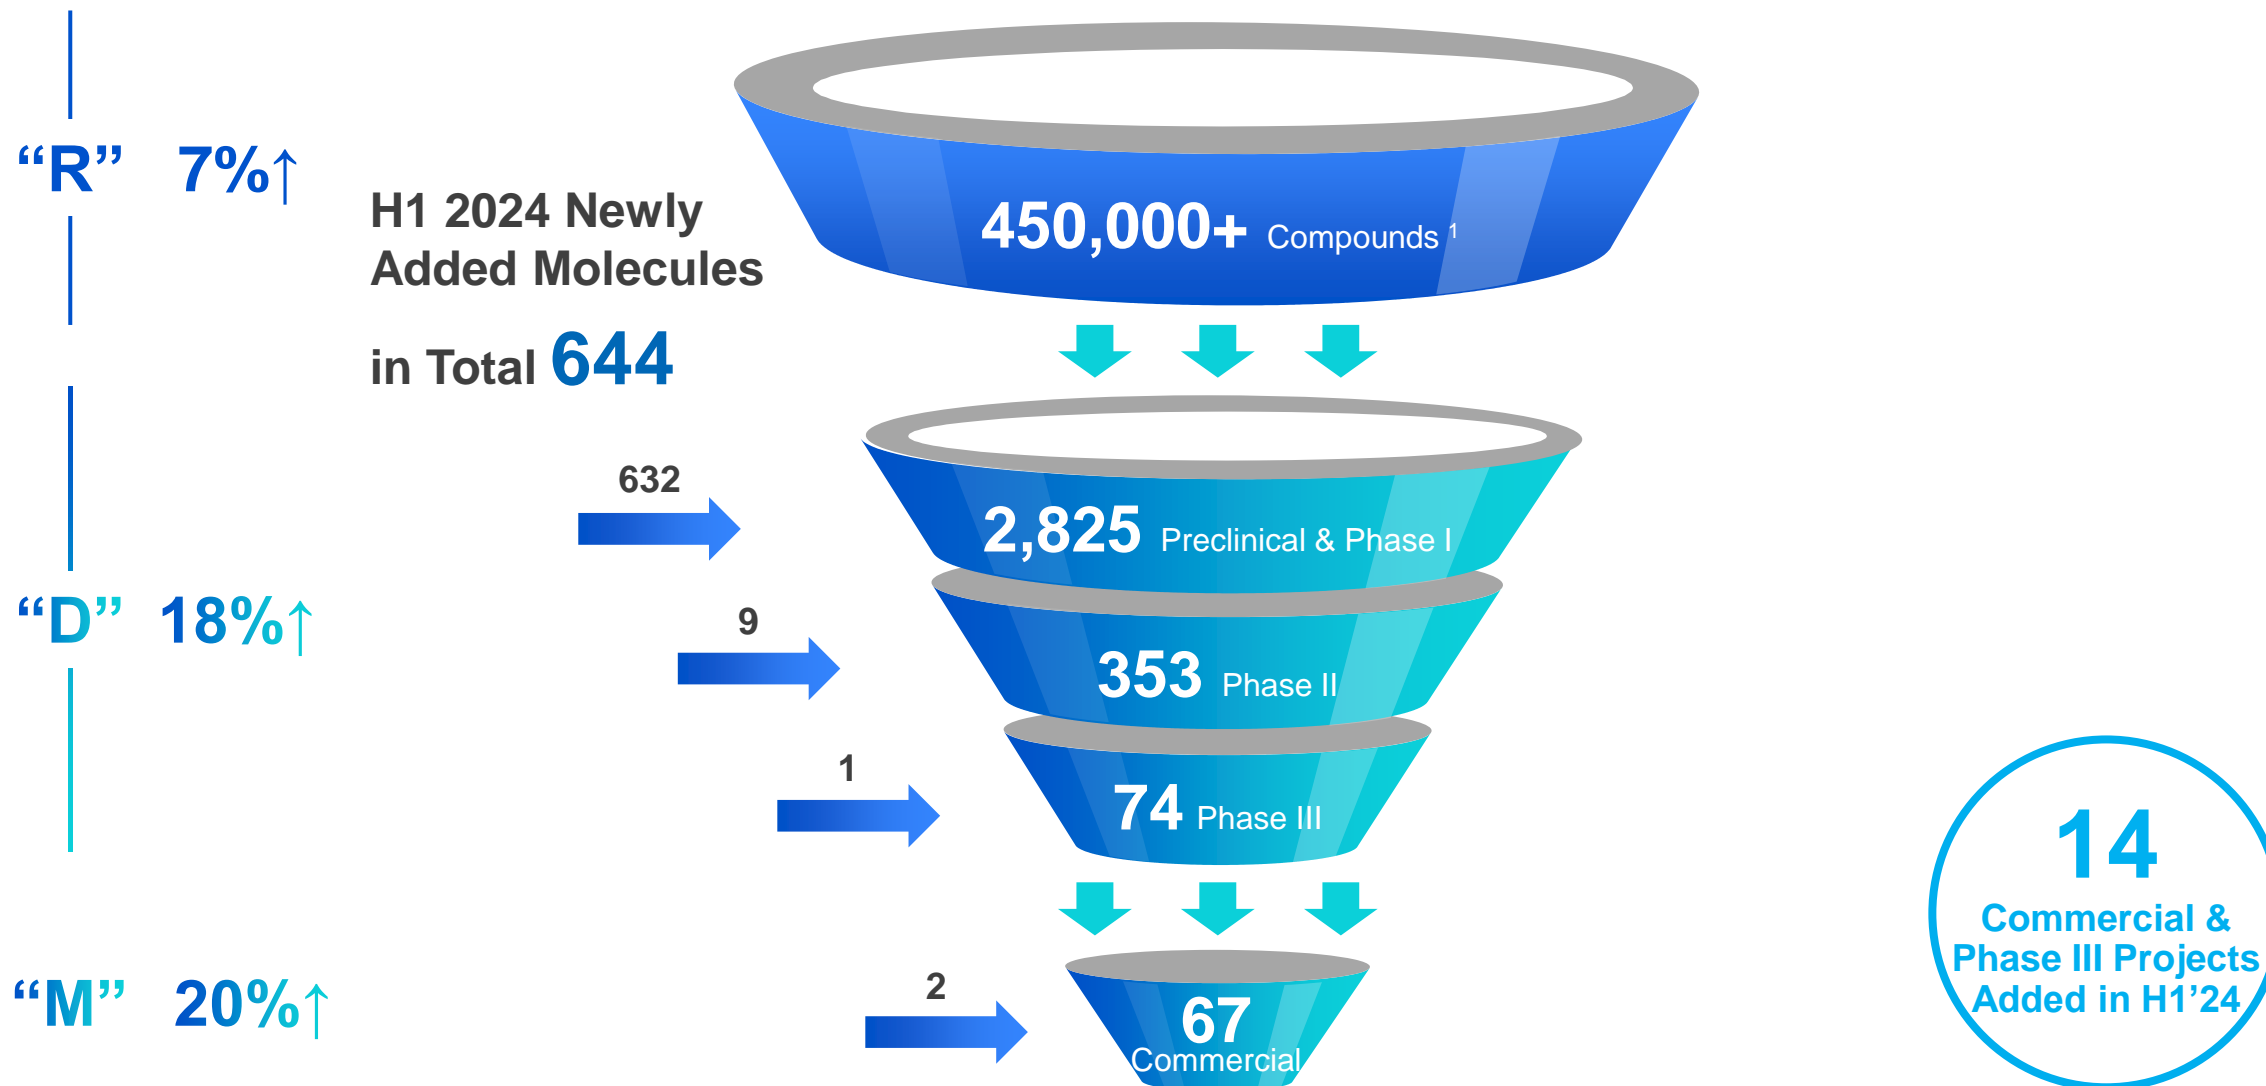 “R” 7%↑
H1 2024 Newly
Added Molecules
in Total 644
450,000+ Compounds 1
632
2,825 Preclinical & Phase I
“D” 18%↑
9
353 Phase II
1
74 Phase III
“M” 20%↑
2
67
Commercial
14
Commercial &
Phase III Projects
Added in H1’24